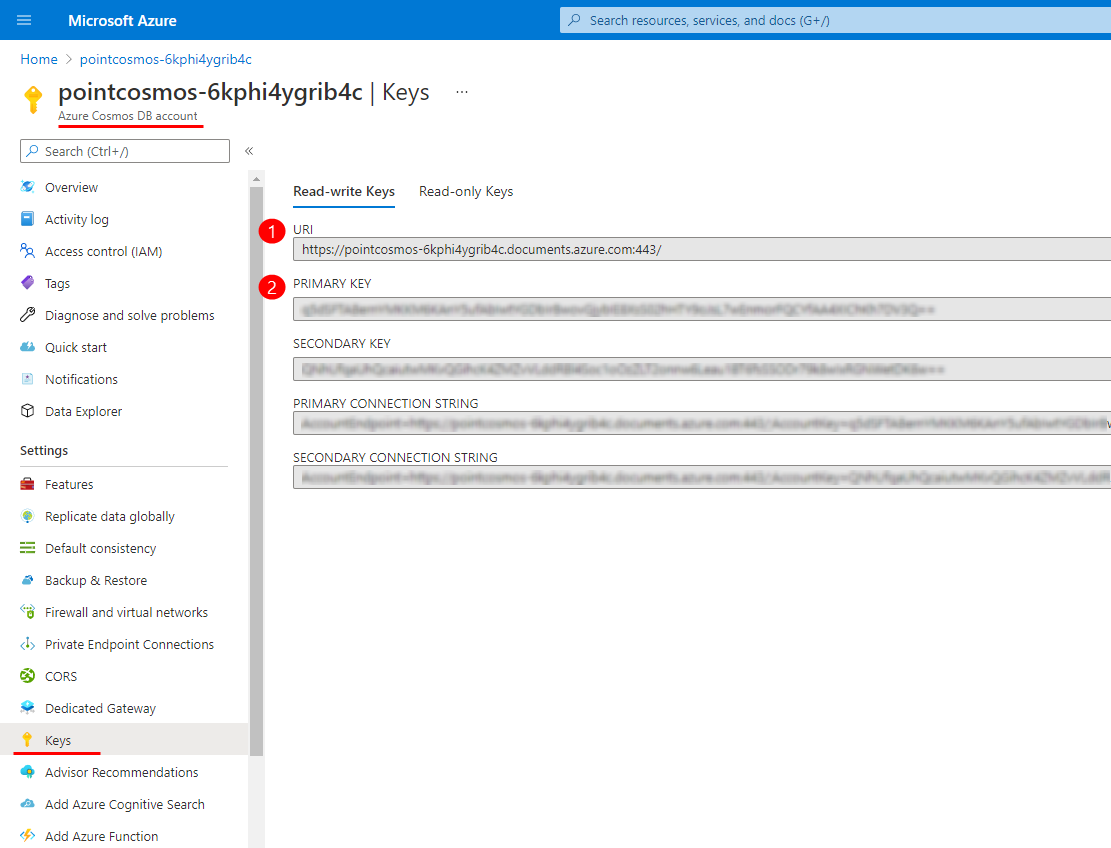 Microsoft Azure
Search resources, services, and docs (G+/)
Home > pointcosmos-6kphi4ygrib4c
pointcosmos-6kphi4ygrib4c | Keys ...
Azure Cosmos DB account
Search (Ctrl+/)
«
Overview
Activity log
Access control (IAM)
Tags
Diagnose and solve problems
Quick start
Notifications
Data Explorer
Settings
Features
Replicate data globally
Default consistency
Backup & Restore
Firewall and virtual networks
Private Endpoint Connections
CORS
Dedicated Gateway
Keys
Advisor Recommendations
Add Azure Cognitive Search
Add Azure Function
Read-write Keys Read-only Keys
1 URI
https://pointcosmos-6kphi4ygrib4c.documents.azure.com:443/
2 PRIMARY KEY
SECONDARY KEY
PRIMARY CONNECTION STRING
SECONDARY CONNECTION STRING